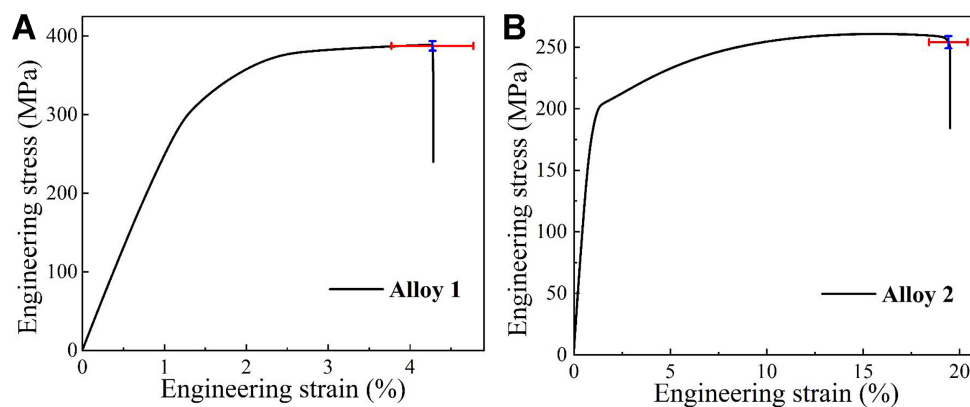 A
Engineering stress (MPa)
400
300
200
100
0
0 1 2 3 4
Engineering strain (%)
Alloy 1
B
Engineering stress (MPa)
250
200
150
100
50
0
0 5 10 15 20
Engineering strain (%)
Alloy 2